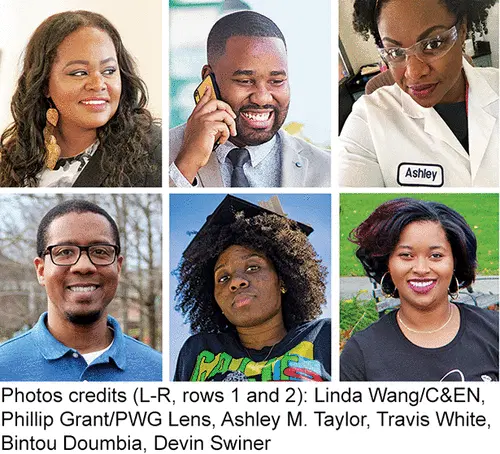 Ashley
Photos credits (L-R, rows 1 and 2): Linda Wang/C&EN,
Phillip Grant/PWG Lens, Ashley M. Taylor, Travis White,
Bintou Doumbia, Devin Swiner